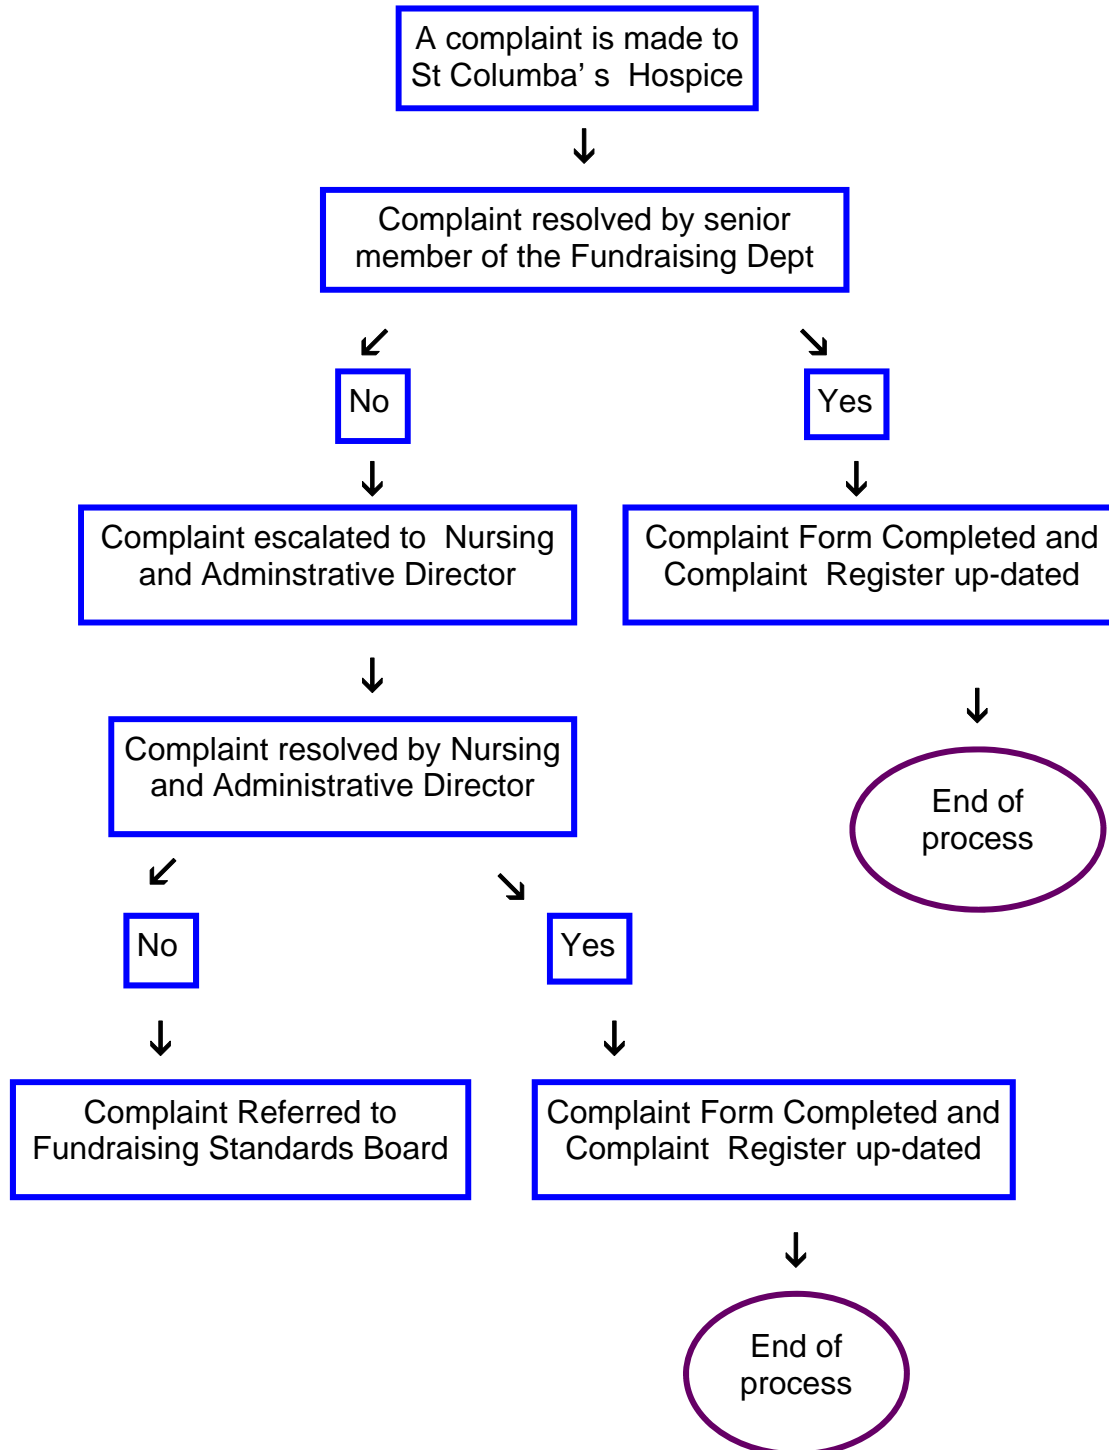 A complaint is made to
St Columba' s  Hospice
Complaint resolved by senior
member of the Fundraising Dept
No
Yes
Complaint escalated to  Nursing
and Adminstrative Director
Complaint Form Completed and
Complaint  Register up-dated
Complaint resolved by Nursing
and Administrative Director
End of
process
No
Yes
Complaint Referred to
Fundraising Standards Board
Complaint Form Completed and
Complaint  Register up-dated
End of
process